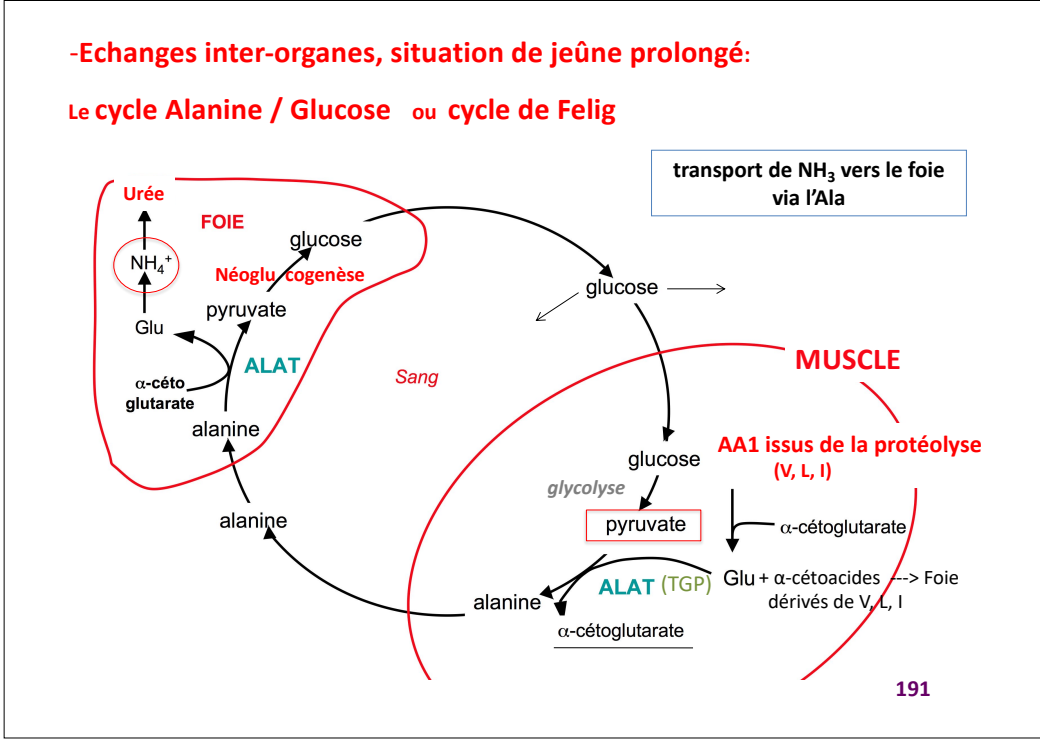 -Echanges inter-organes, situation de jeûne prolongé:
Le cycle Alanine / Glucose ou cycle de Felig
transport de NH₃ vers le foie
via l'Ala
Urée
FOIE
glucose
NH₄⁺
Néoglu cogenèse
glucose
pyruvate
Glu
ALAT
MUSCLE
Sang
α-céto
glutarate
alanine
AA1 issus de la protéolyse
(V, L, I)
glucose
glycolyse
pyruvate
α-cétoglutarate
alanine
ALAT (TGP)
Glu + α-cétoacides ---> Foie
dérivés de V, L, I
alanine
α-cétoglutarate
191